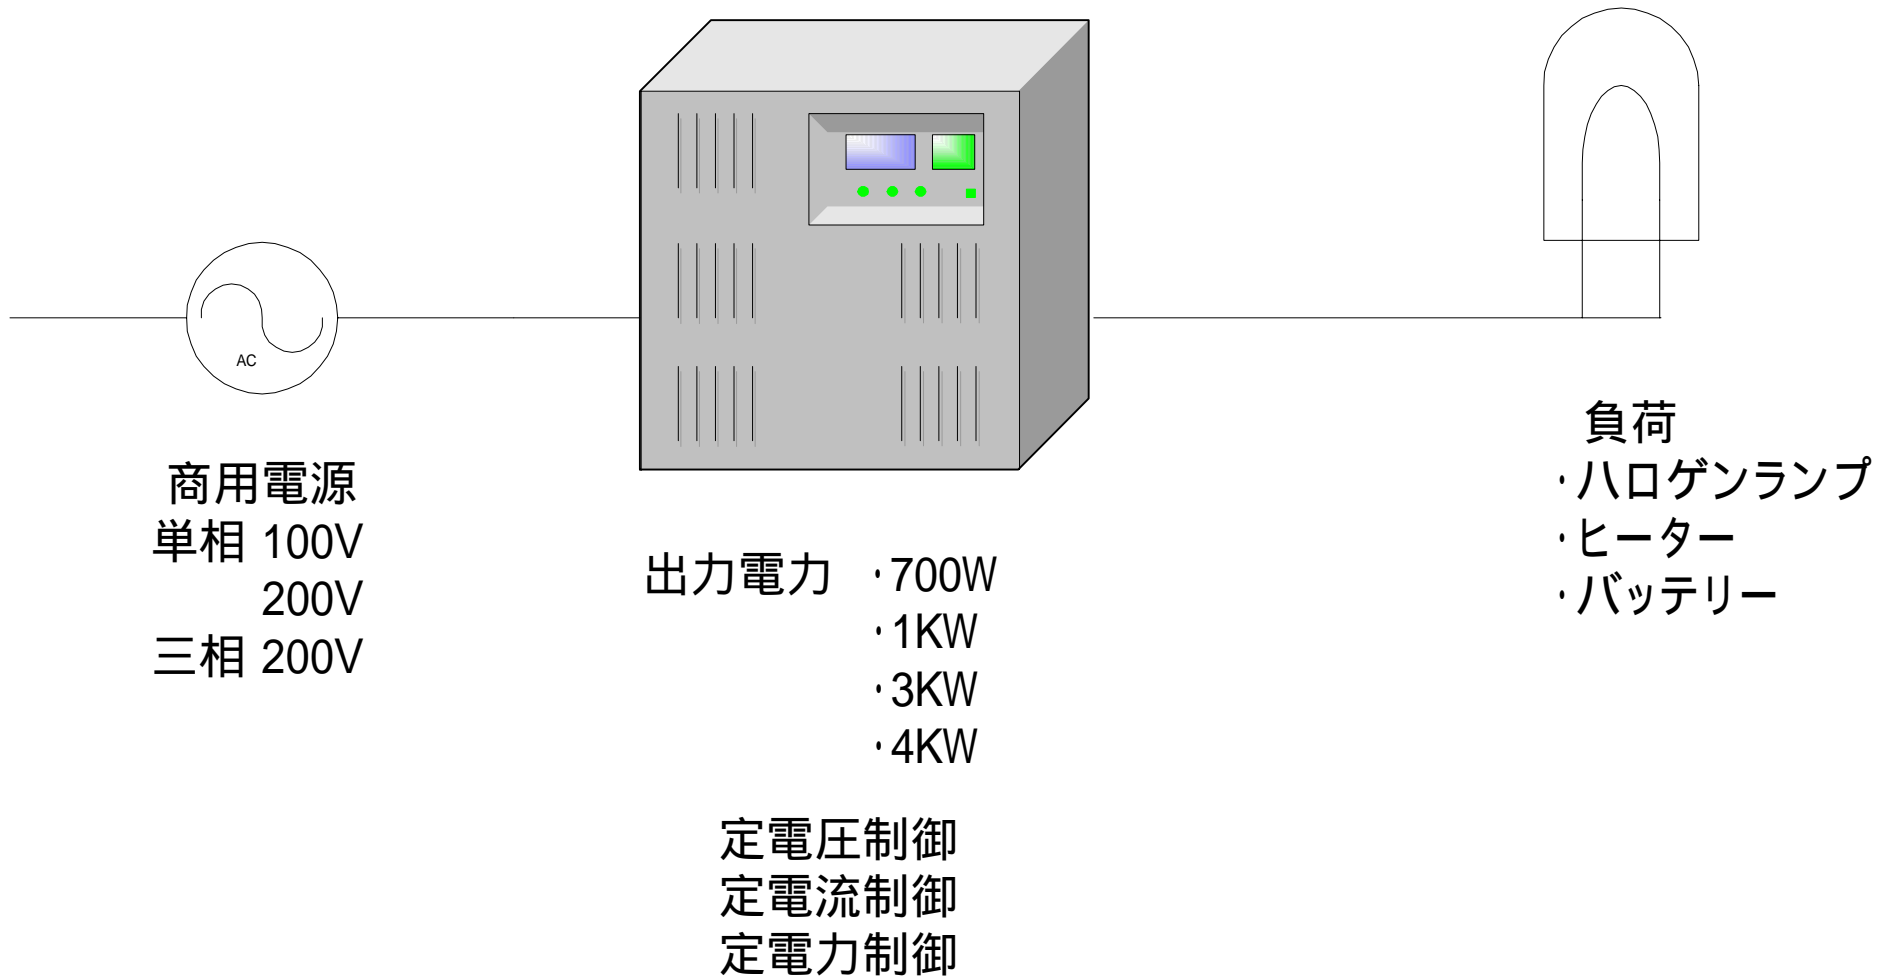 AC
商用電源
単相 100V
200V
三相 200V
出力電力 ・700W
・1KW
・3KW
・4KW
定電圧制御
定電流制御
定電力制御
負荷
・ハロゲンランプ
・ヒーター
・バッテリー